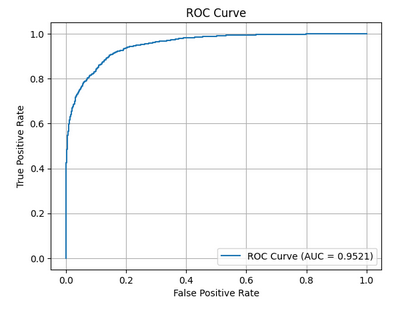 ROC Curve
True Positive Rate
1.0
0.8
0.6
0.4
0.2
0.0
ROC Curve (AUC = 0.9521)
0.0 0.2 0.4 0.6 0.8 1.0
False Positive Rate